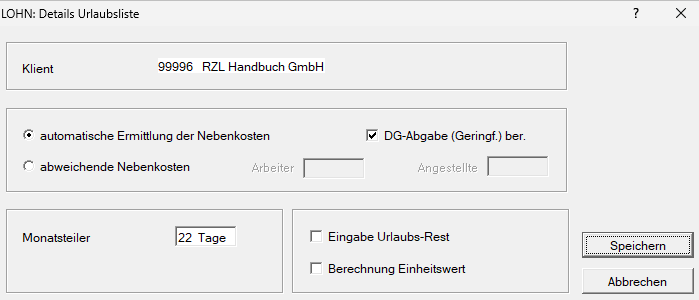 LOHN: Details Urlaubsliste ? X
Klient 99996 RZL Handbuch GmbH
automatische Ermittlung der Nebenkosten DG-Abgabe (Geringf.) ber.
abweichende Nebenkosten Arbeiter Angestellte
Monatsteiler 22 Tage
Eingabe Urlaubs-Rest
Berechnung Einheitswert
Speichern
Abbrechen